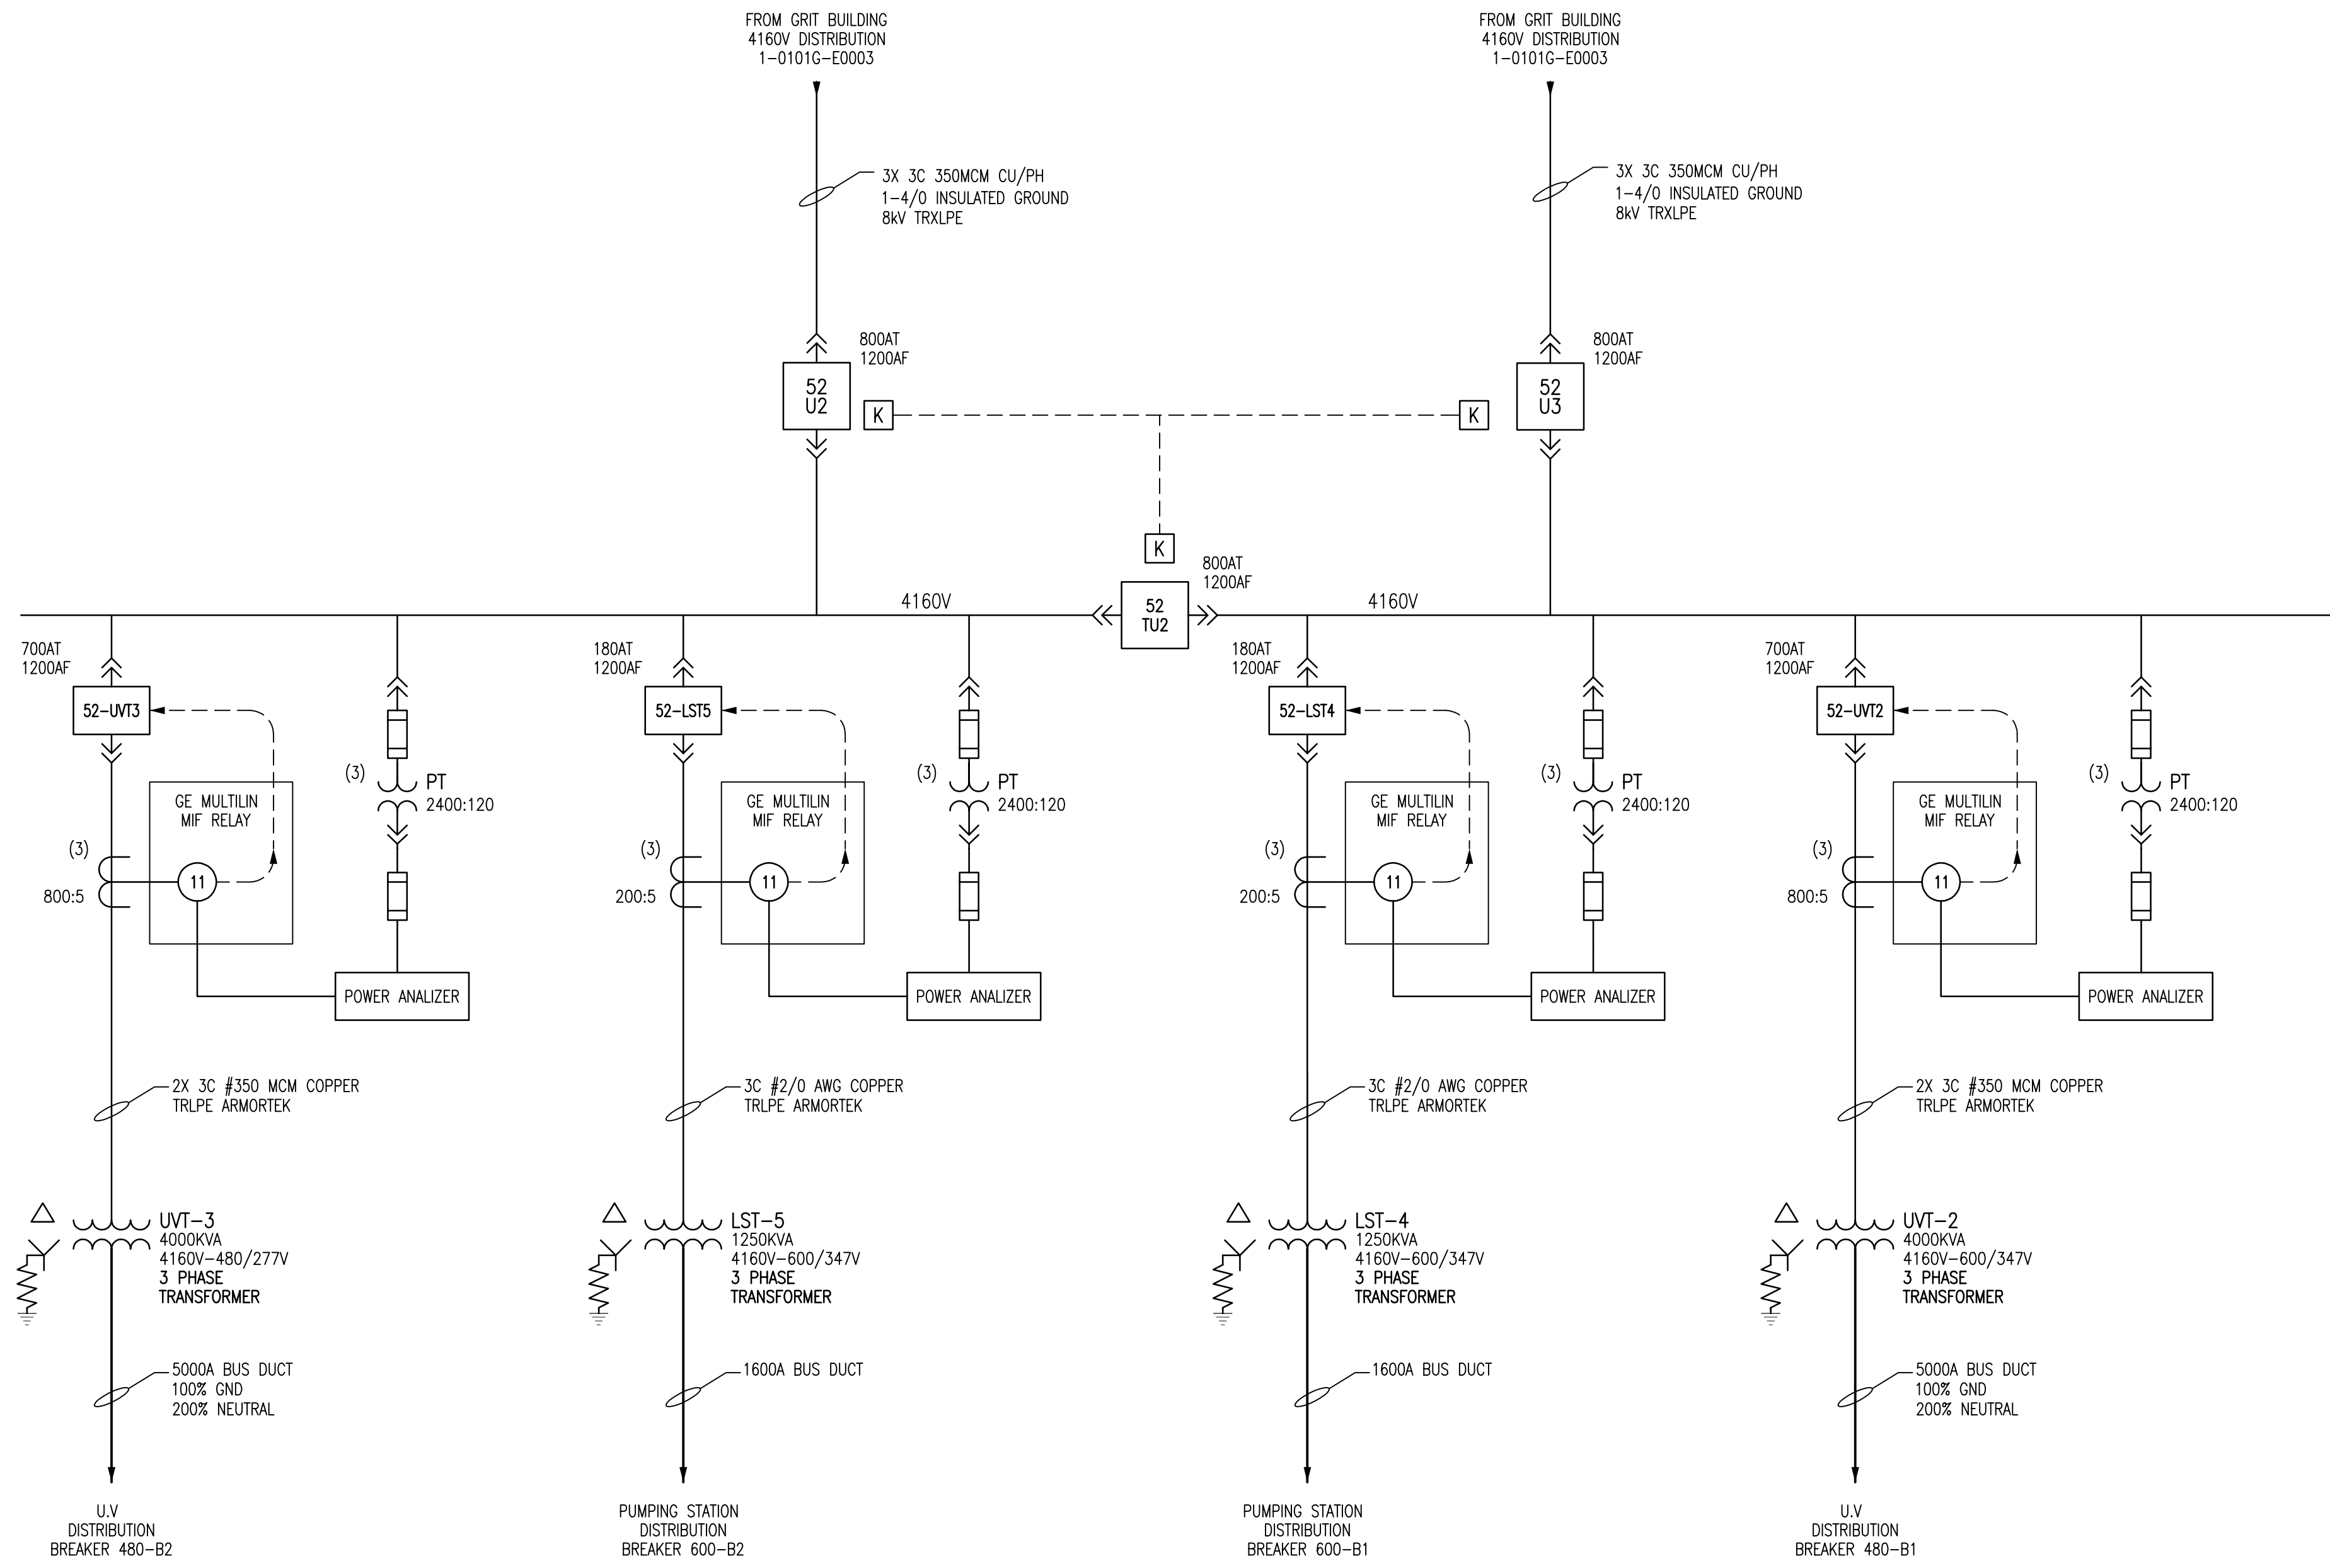 FROM GRIT BUILDING
4160V DISTRIBUTION
1-0101G-E0003
FROM GRIT BUILDING
4160V DISTRIBUTION
1-0101G-E0003
3X 3C 350MCM CU/PH
1-4/0 INSULATED GROUND
8kV TRXLPE
3X 3C 350MCM CU/PH
1-4/0 INSULATED GROUND
8kV TRXLPE
800AT
1200AF
52
U2
K
K
800AT
1200AF
52
U3
K
800AT
1200AF
52
TU2
4160V
4160V
700AT
1200AF
52-UVT3
180AT
1200AF
52-LST5
180AT
1200AF
52-LST4
700AT
1200AF
52-UVT2
GE MULTILIN
MIF RELAY
(3)
800:5
11
(3)
PT
2400:120
POWER ANALIZER
GE MULTILIN
MIF RELAY
(3)
200:5
11
(3)
PT
2400:120
POWER ANALIZER
GE MULTILIN
MIF RELAY
(3)
200:5
11
(3)
PT
2400:120
POWER ANALIZER
GE MULTILIN
MIF RELAY
(3)
800:5
11
(3)
PT
2400:120
POWER ANALIZER
2X 3C #350 MCM COPPER
TRLPE ARMORTEK
3C #2/0 AWG COPPER
TRLPE ARMORTEK
3C #2/0 AWG COPPER
TRLPE ARMORTEK
2X 3C #350 MCM COPPER
TRLPE ARMORTEK
UVT-3
4000KVA
4160V-480/277V
3 PHASE
TRANSFORMER
LST-5
1250KVA
4160V-600/347V
3 PHASE
TRANSFORMER
LST-4
1250KVA
4160V-600/347V
3 PHASE
TRANSFORMER
UVT-2
4000KVA
4160V-600/347V
3 PHASE
TRANSFORMER
5000A BUS DUCT
100% GND
200% NEUTRAL
1600A BUS DUCT
1600A BUS DUCT
5000A BUS DUCT
100% GND
200% NEUTRAL
U.V
DISTRIBUTION
BREAKER 480-B2
PUMPING STATION
DISTRIBUTION
BREAKER 600-B2
PUMPING STATION
DISTRIBUTION
BREAKER 600-B1
U.V
DISTRIBUTION
BREAKER 480-B1